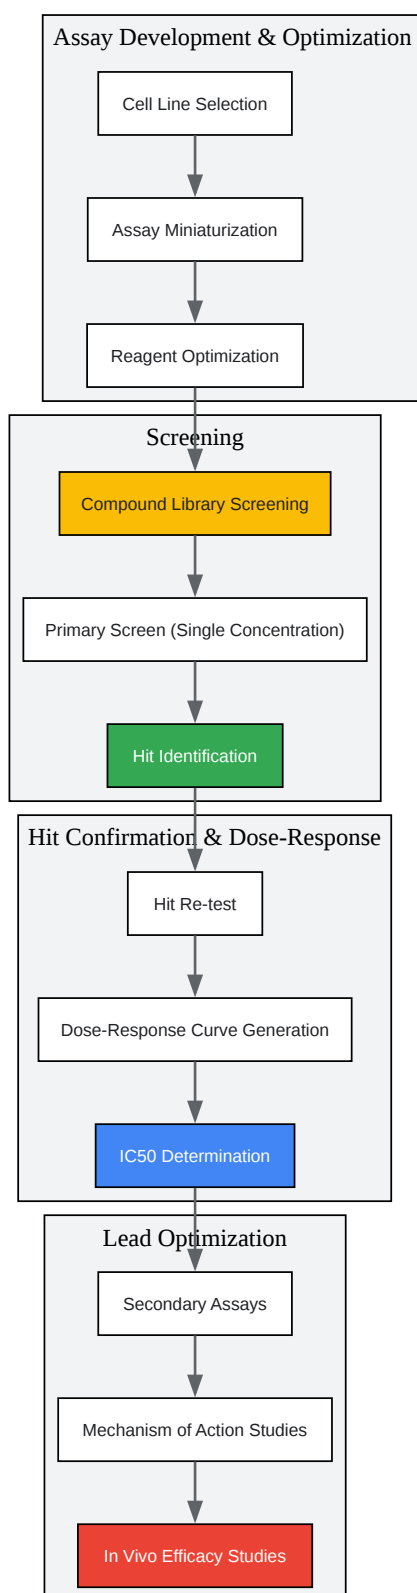 Assay Development & Optimization
Cell Line Selection
Assay Miniaturization
Reagent Optimization
Screening
Compound Library Screening
Primary Screen (Single Concentration)
Hit Identification
Hit Confirmation & Dose-Response
Hit Re-test
Dose-Response Curve Generation
IC50 Determination
Lead Optimization
Secondary Assays
Mechanism of Action Studies
In Vivo Efficacy Studies